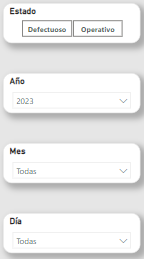 Estado
Defectuoso Operativo
Año
2023
Mes
Todas
Día
Todas